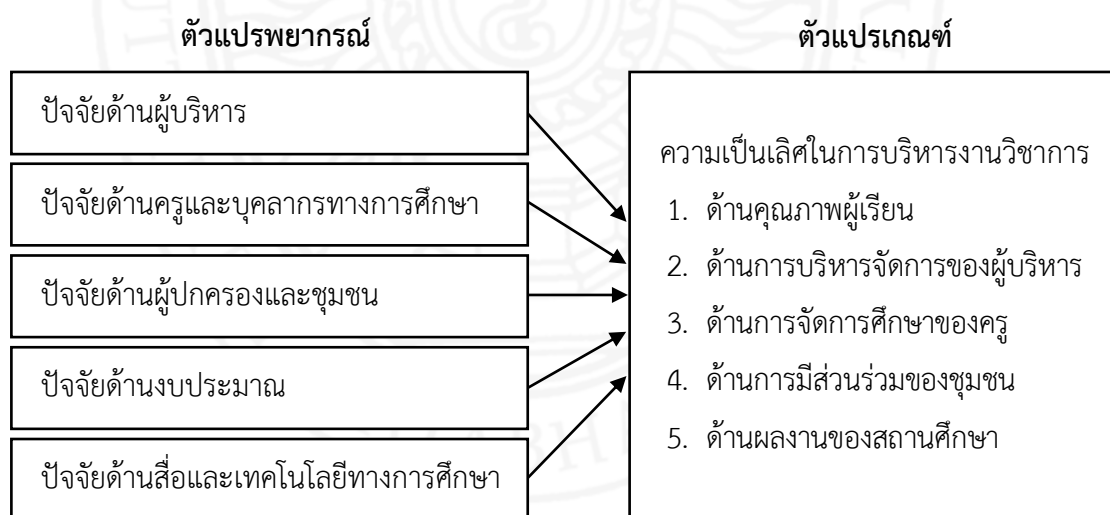 ตัวแปรพยากรณ์
ปัจจัยด้านผู้บริหาร
ปัจจัยด้านครูและบุคลากรทางการศึกษา
ปัจจัยด้านผู้ปกครองและชุมชน
ปัจจัยด้านงบประมาณ
ปัจจัยด้านสื่อและเทคโนโลยีทางการศึกษา
ตัวแปรเกณฑ์
ความเป็นเลิศในการบริหารงานวิชาการ
1. ด้านคุณภาพผู้เรียน
2. ด้านการบริหารจัดการของผู้บริหาร
3. ด้านการจัดการศึกษาของครู
4. ด้านการมีส่วนร่วมของชุมชน
5. ด้านผลงานของสถานศึกษา